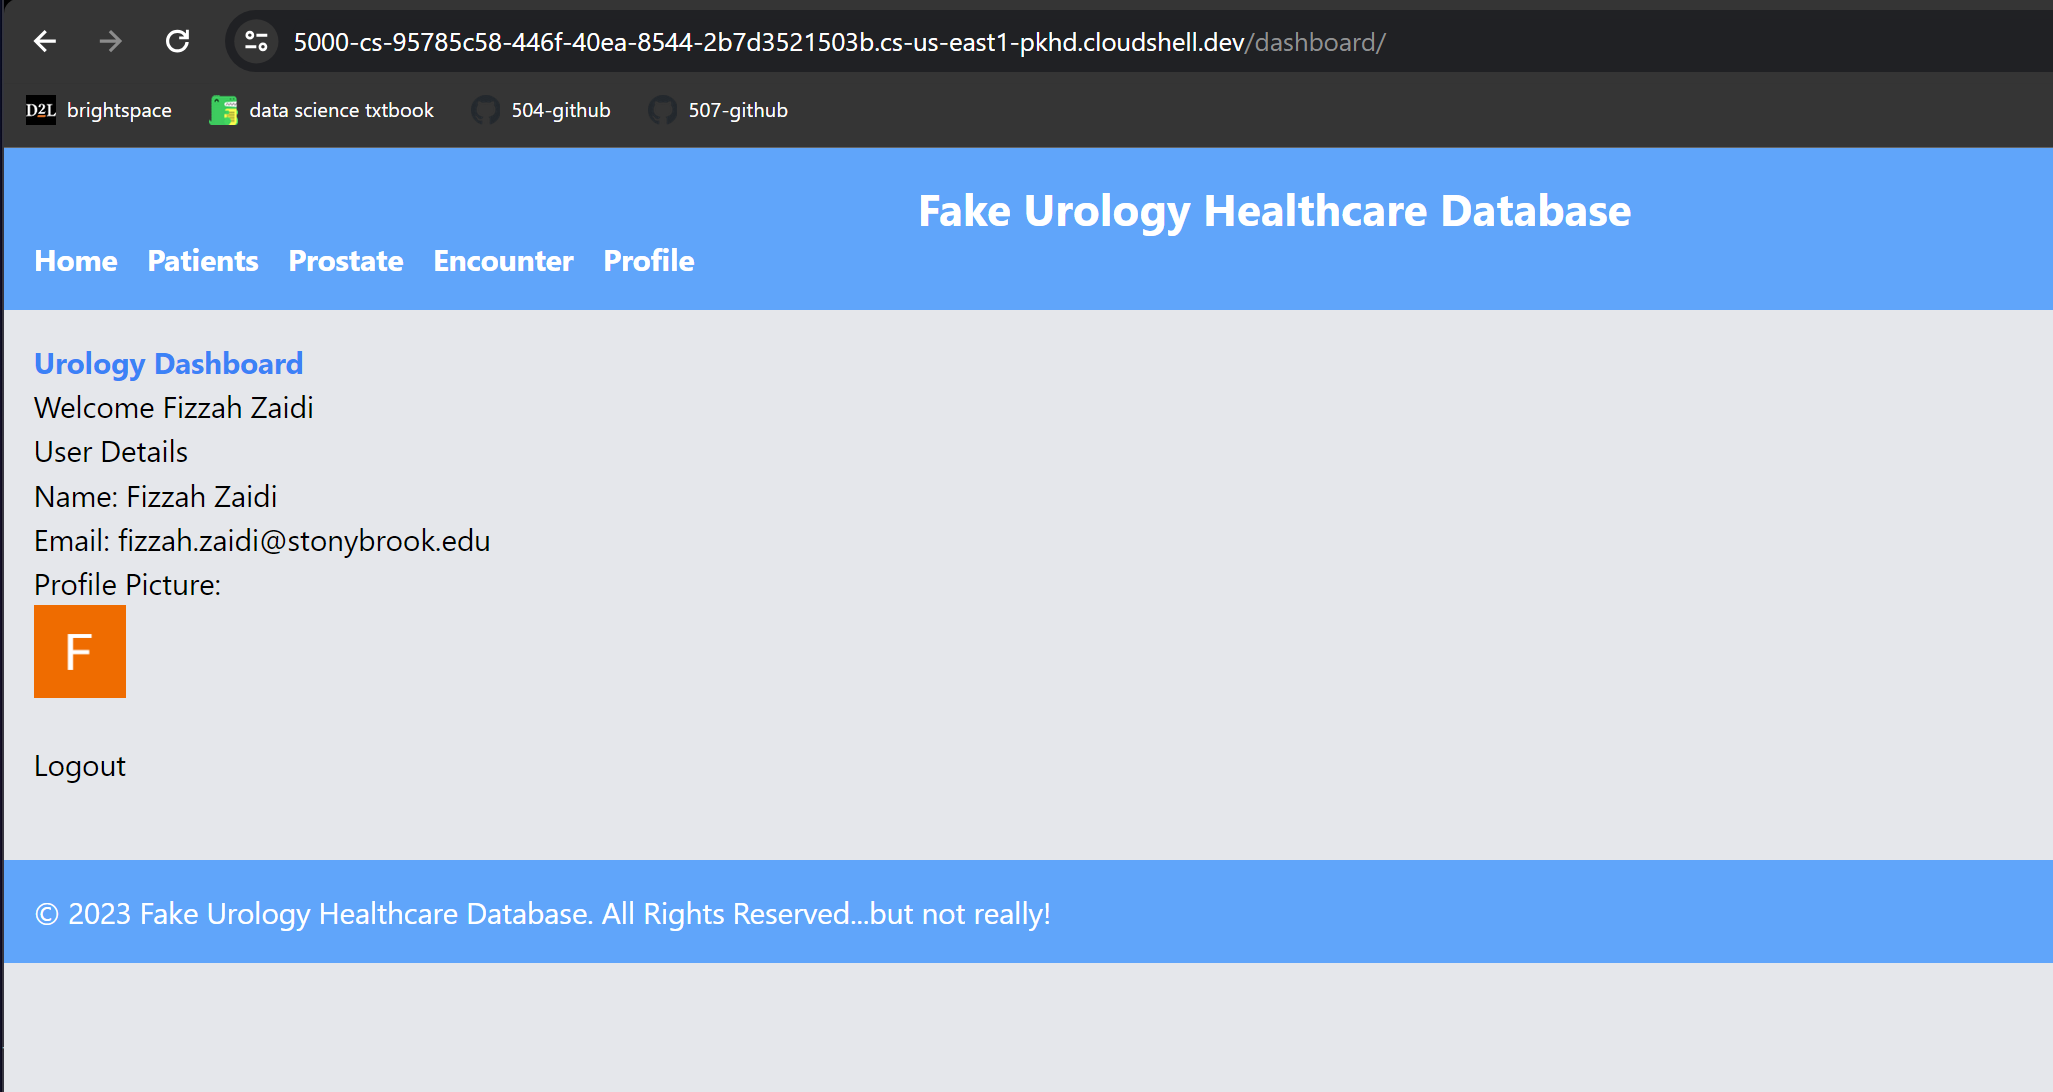 5000-cs-95785c58-446f-40ea-8544-2b7d3521503b.cs-us-east1-pkhd.cloudshell.dev/dashboard/
D2L brightspace data science txtbook 504-github 507-github
Fake Urology Healthcare Database
Home Patients Prostate Encounter Profile
Urology Dashboard
Welcome Fizzah Zaidi
User Details
Name: Fizzah Zaidi
Email: fizzah.zaidi@stonybrook.edu
Profile Picture:
F
Logout
© 2023 Fake Urology Healthcare Database. All Rights Reserved...but not really!